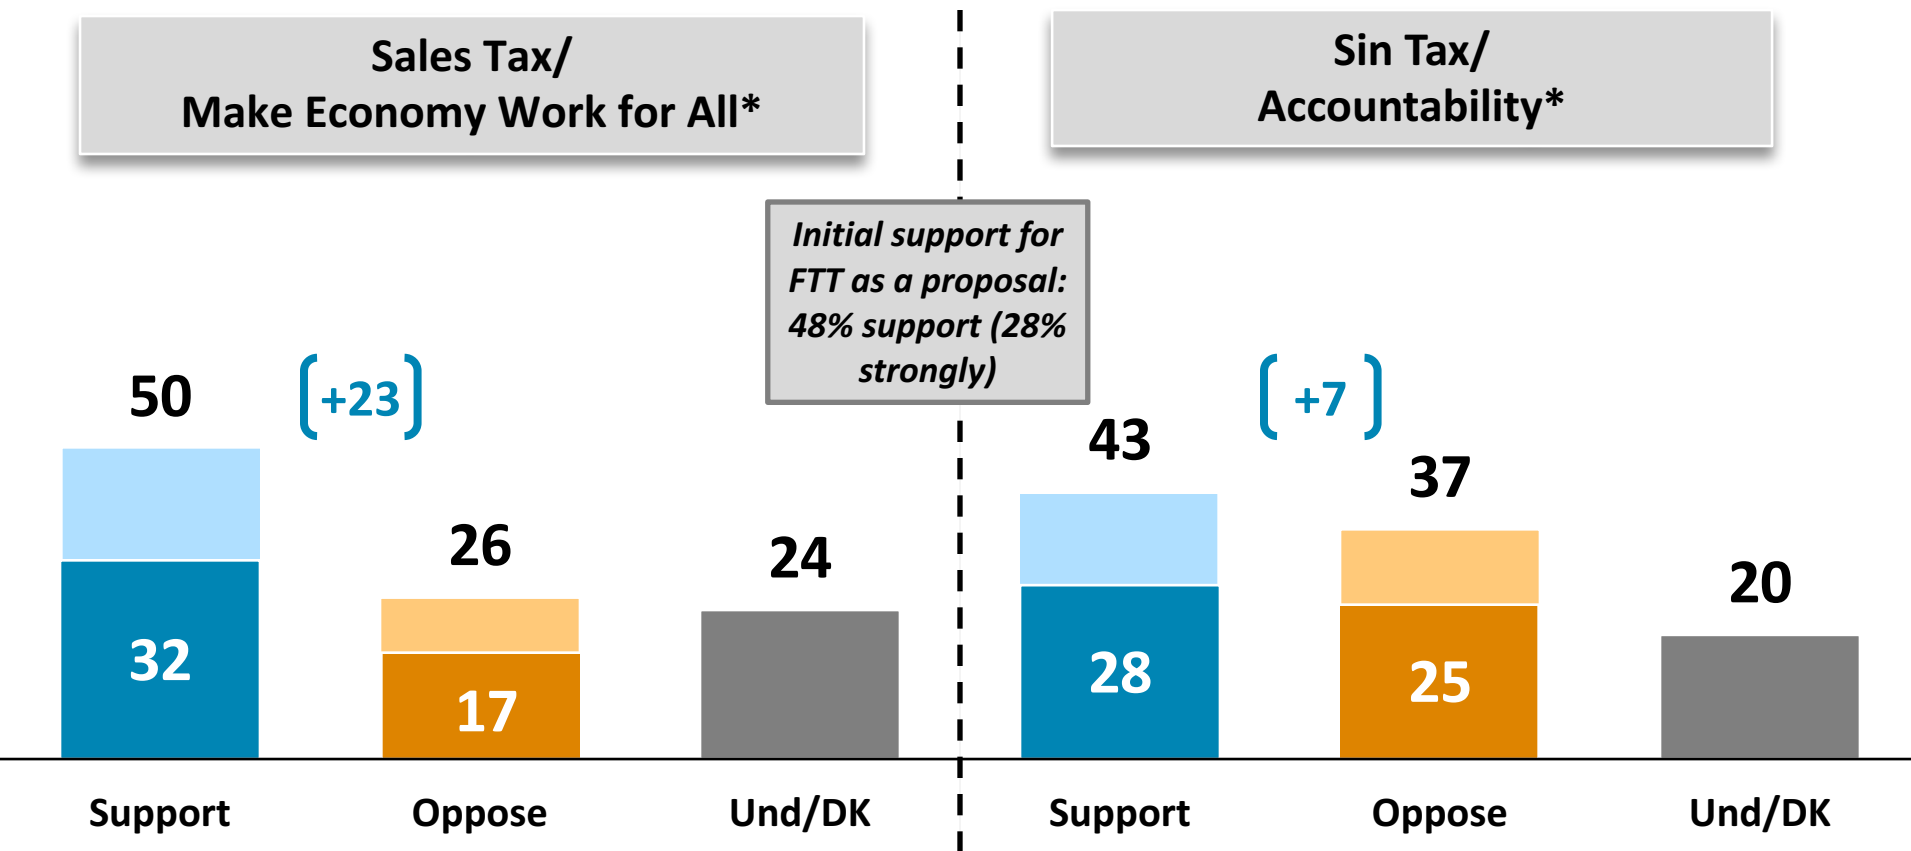 Sales Tax/
Make Economy Work for All*
Sin Tax/
Accountability*
Initial support for
FTT as a proposal:
48% support (28%
strongly)
50
+23
26
24
32
17
Support
Oppose
Und/DK
43
+7
37
20
28
25
Support
Oppose
Und/DK